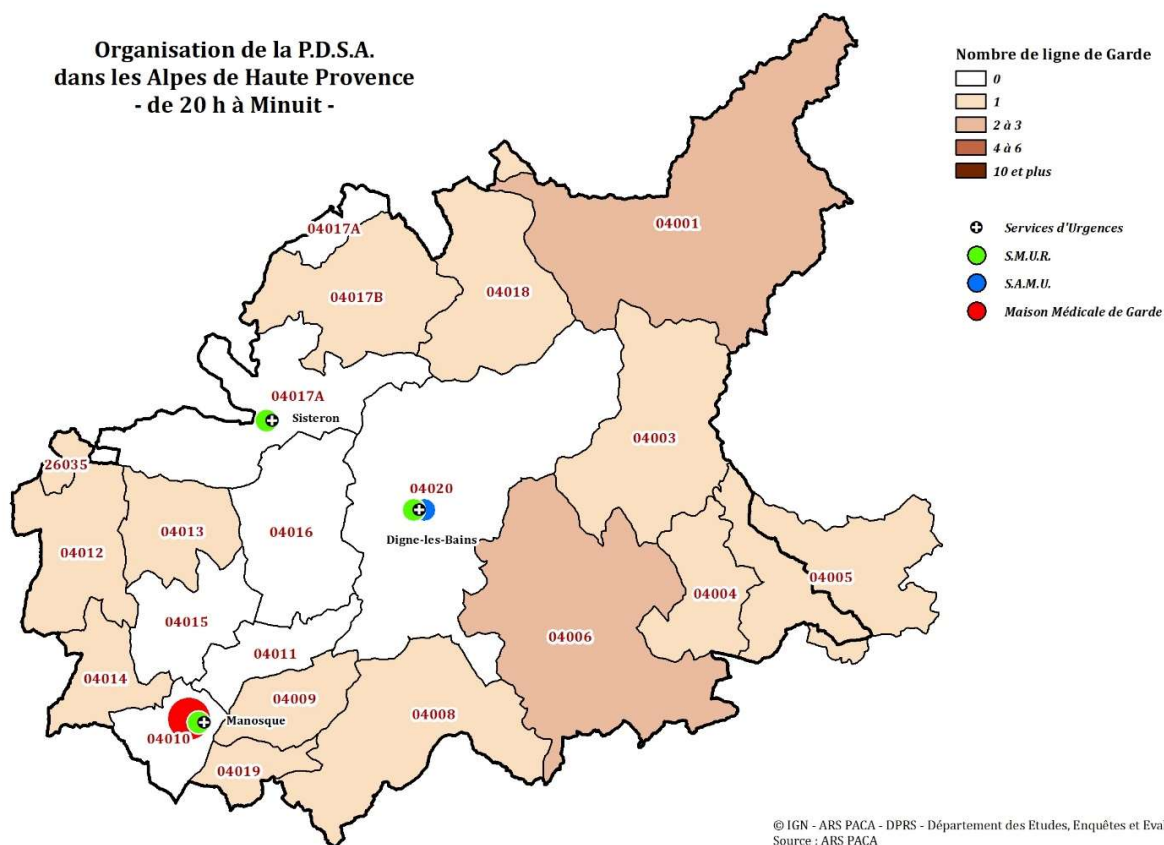 Organisation de la P.D.S.A.
dans les Alpes de Haute Provence
- de 20 h à Minuit -
Nombre de ligne de Garde
0
1
2 à 3
4 à 6
10 et plus
Services d'Urgences
S.M.U.R.
S.A.M.U.
Maison Médicale de Garde
04001
04017A
04017B
04018
04017A
Sisteron
04003
26035
04020
04013
04016
Digne-les-Bains
04012
04005
04004
04015
04006
04011
04014
04009
04008
Manosque
04010
04019
© IGN - ARS PACA - DPRS - Département des Etudes, Enquêtes et Eval
Source : ARS PACA